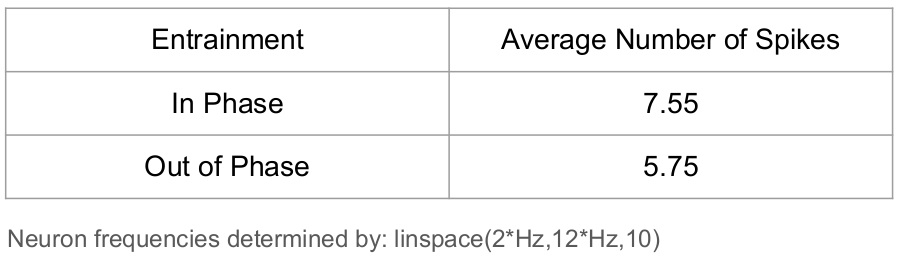 Entrainment Average Number of Spikes
In Phase 7.55
Out of Phase 5.75
Neuron frequencies determined by: linspace(2*Hz,12*Hz,10)